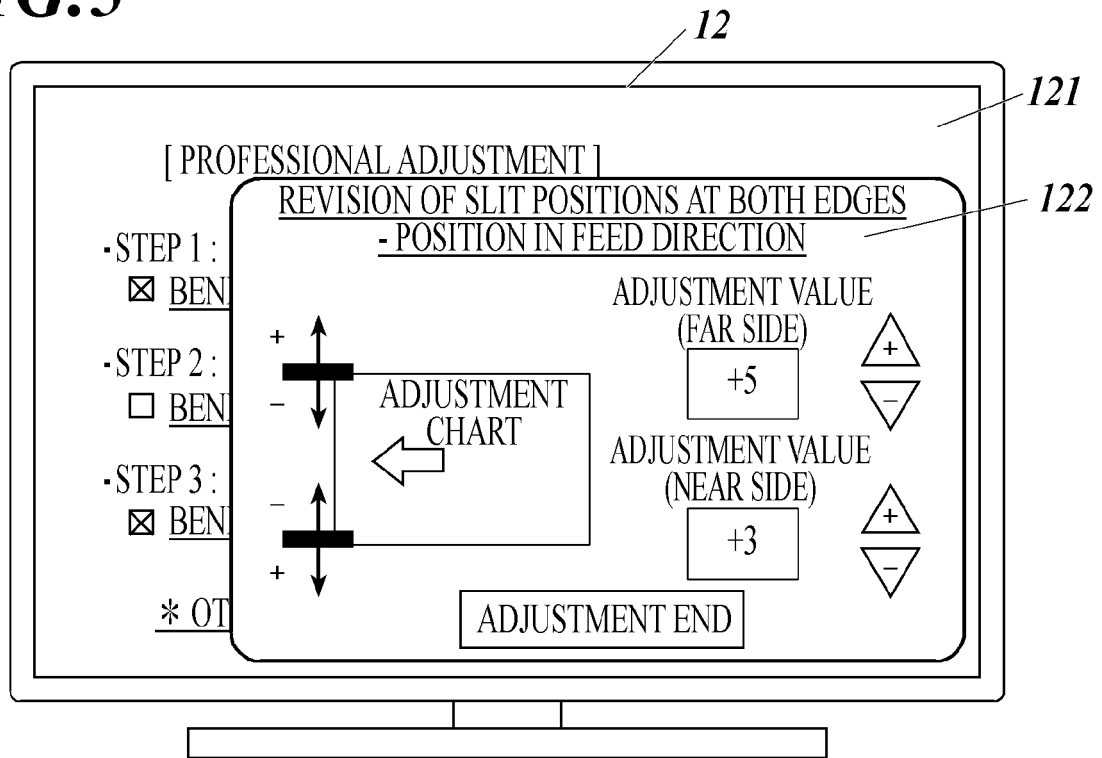 12
121
[ PROFESSIONAL ADJUSTMENT ]
122
REVISION OF SLIT POSITIONS AT BOTH EDGES
- POSITION IN FEED DIRECTION
-STEP 1 :
BEN
-STEP 2 :
BEN
-STEP 3 :
BEN
* OT
+
−
ADJUSTMENT
CHART
−
+
ADJUSTMENT VALUE
(FAR SIDE)
+5
+
−
ADJUSTMENT VALUE
(NEAR SIDE)
+3
+
−
ADJUSTMENT END